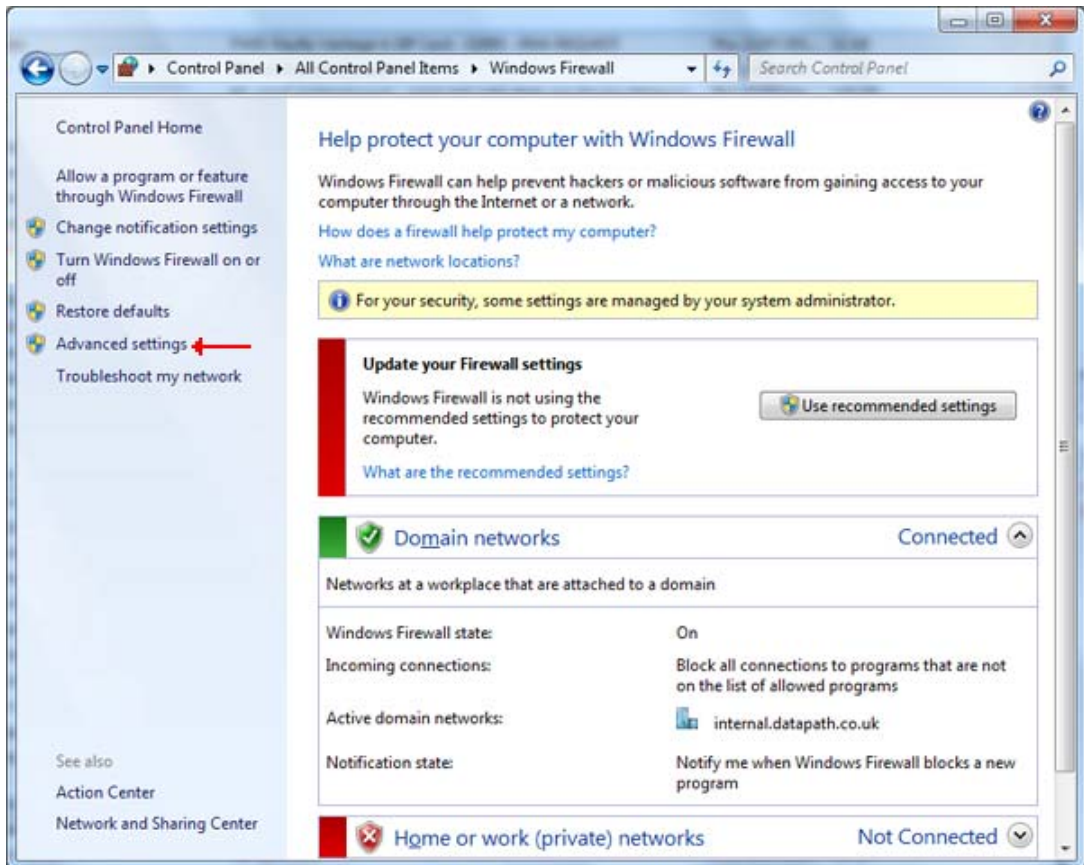 Control Panel ▸ All Control Panel Items ▸ Windows Firewall
Search Control Panel
Control Panel Home
Allow a program or feature
through Windows Firewall
Change notification settings
Turn Windows Firewall on or
off
Restore defaults
Advanced settings
Troubleshoot my network
See also
Action Center
Network and Sharing Center
Help protect your computer with Windows Firewall
Windows Firewall can help prevent hackers or malicious software from gaining access to your
computer through the Internet or a network.
How does a firewall help protect my computer?
What are network locations?
For your security, some settings are managed by your system administrator.
Update your Firewall settings
Windows Firewall is not using the
recommended settings to protect your
computer.
What are the recommended settings?
Use recommended settings
Domain networks
Connected
Networks at a workplace that are attached to a domain
Windows Firewall state:
On
Incoming connections:
Block all connections to programs that are not
on the list of allowed programs
Active domain networks:
internal.datapath.co.uk
Notification state:
Notify me when Windows Firewall blocks a new
program
Home or work (private) networks
Not Connected